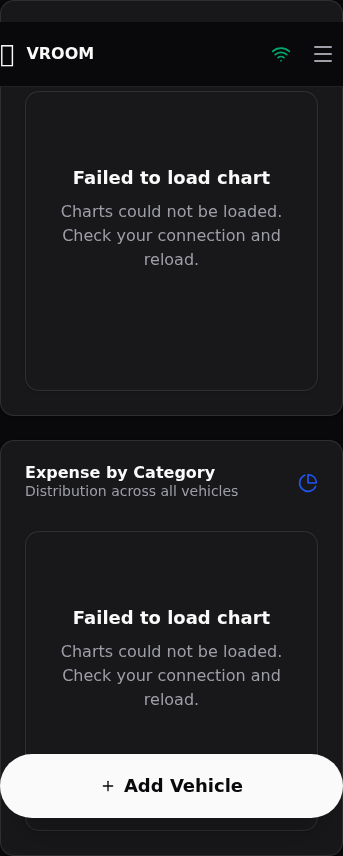 VROOM
Failed to load chart
Charts could not be loaded.
Check your connection and
reload.
Expense by Category
Distribution across all vehicles
Failed to load chart
Charts could not be loaded.
Check your connection and
reload.
+ Add Vehicle